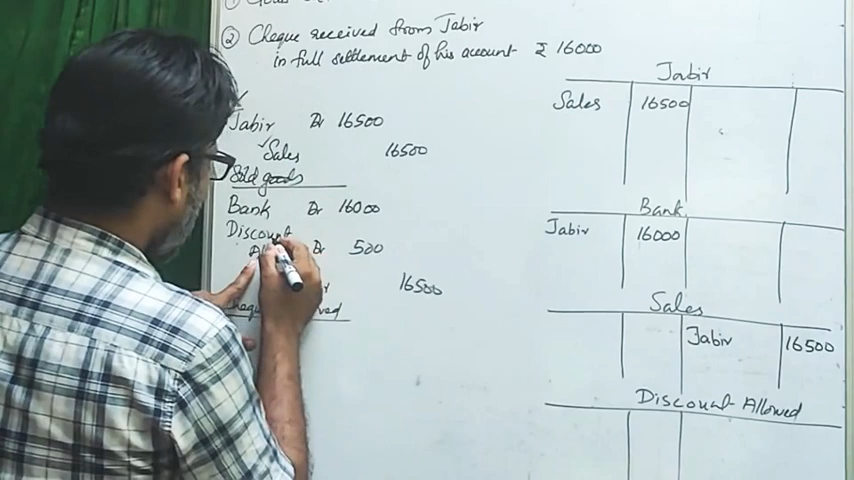 ②
Cheque received from Jabir
in full settlement of his account ₹ 16000
Jabir Dr 16500
Sales 16500
Sold goods
Bank Dr 16000
Discount
Dr 500
16500
Jabir
Sales 16500
Bank
Jabir 16000
Sales
Jabir 16500
Discount Allowed